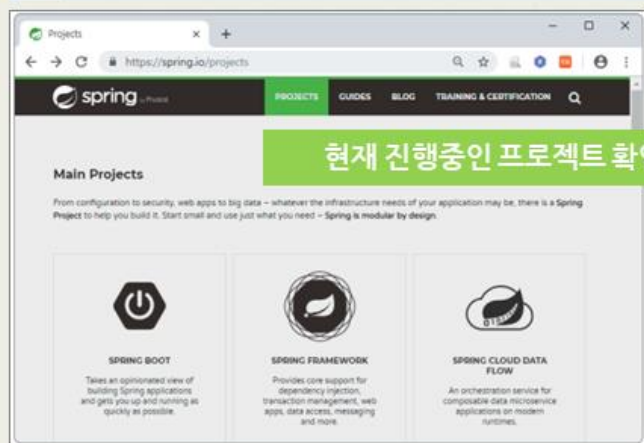 Projects
https://spring.io/projects
spring
PROJECTS GUIDES BLOG TRAINING & CERTIFICATION
현재 진행중인 프로젝트 확
Main Projects
From configuration to security, web apps to big data – whatever the infrastructure needs of your application may be, there is a Spring
Project to help you build it. Start small and use just what you need – Spring is modular by design.
SPRING BOOT
Takes an opinionated view of
building Spring applications
and gets you up and running as
quickly as possible.
SPRING FRAMEWORK
Provides core support for
dependency injection,
transaction management, web
apps, data access, messaging
and more.
SPRING CLOUD DATA
FLOW
An orchestration service for
composable data microservice
applications on modern
runtimes.